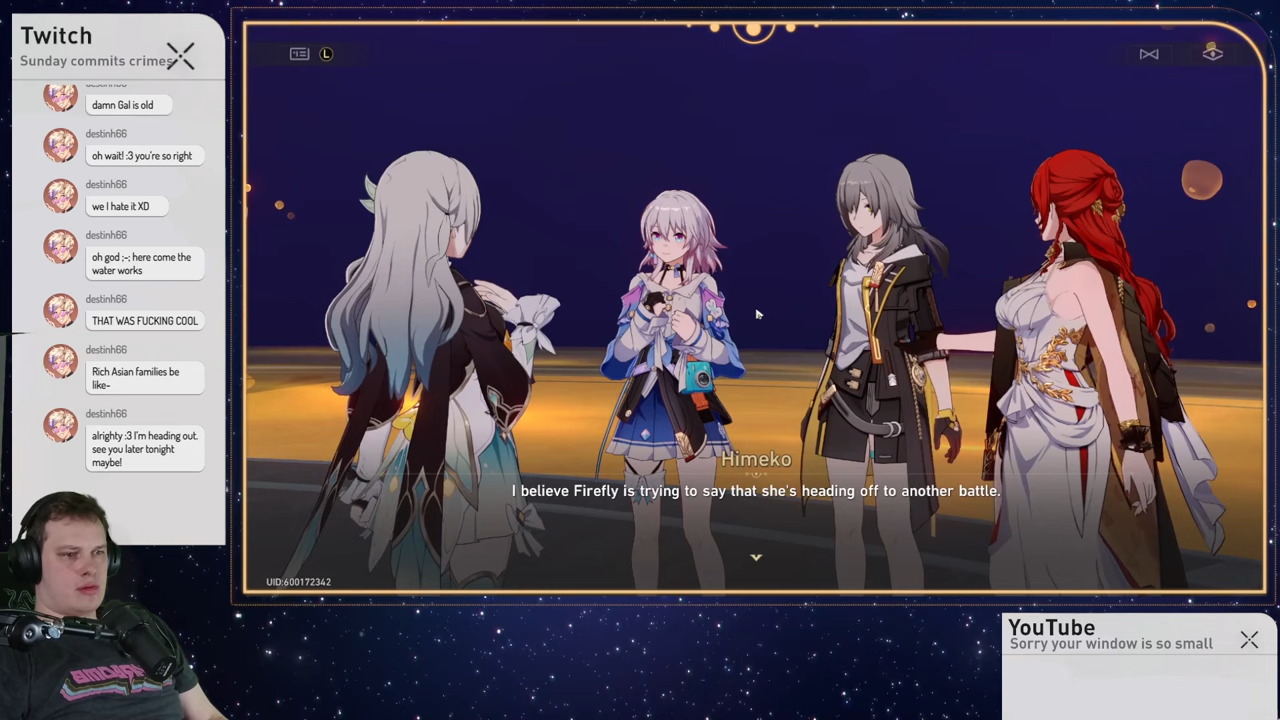 Twitch
Sunday commits crimes
destinh66
damn Gal is old
destinh66
oh wait! :3 you're so right
destinh66
we I hate it XD
destinh66
oh god ;-; here come the
water works
destinh66
THAT WAS FUCKING COOL
destinh66
Rich Asian families be
like-
destinh66
alrighty :3 I'm heading out.
see you later tonight
maybe!
L
Himeko
I believe Firefly is trying to say that she's heading off to another battle.
UID:600172342
YouTube
Sorry your window is so small